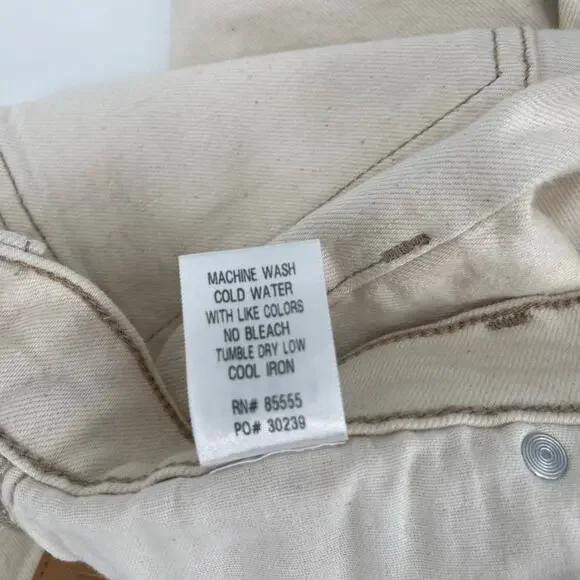 MACHINE WASH
COLD WATER
WITH LIKE COLORS
NO BLEACH
TUMBLE DRY LOW
COOL IRON
RN# 85555
PO# 30239